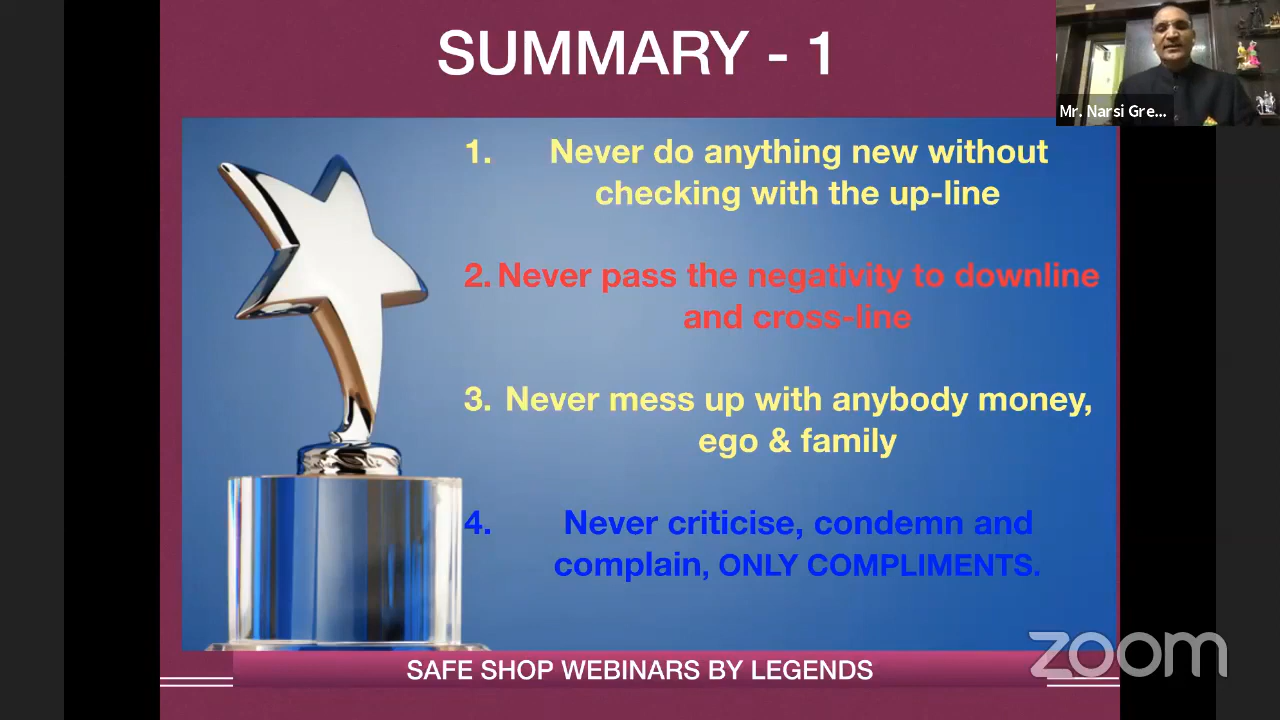 SUMMARY - 1
Mr. Narsi Gre...
1. Never do anything new without
checking with the up-line
2. Never pass the negativity to downline
and cross-line
3. Never mess up with anybody money,
ego & family
4. Never criticise, condemn and
complain, ONLY COMPLIMENTS.
zoom
SAFE SHOP WEBINARS BY LEGENDS